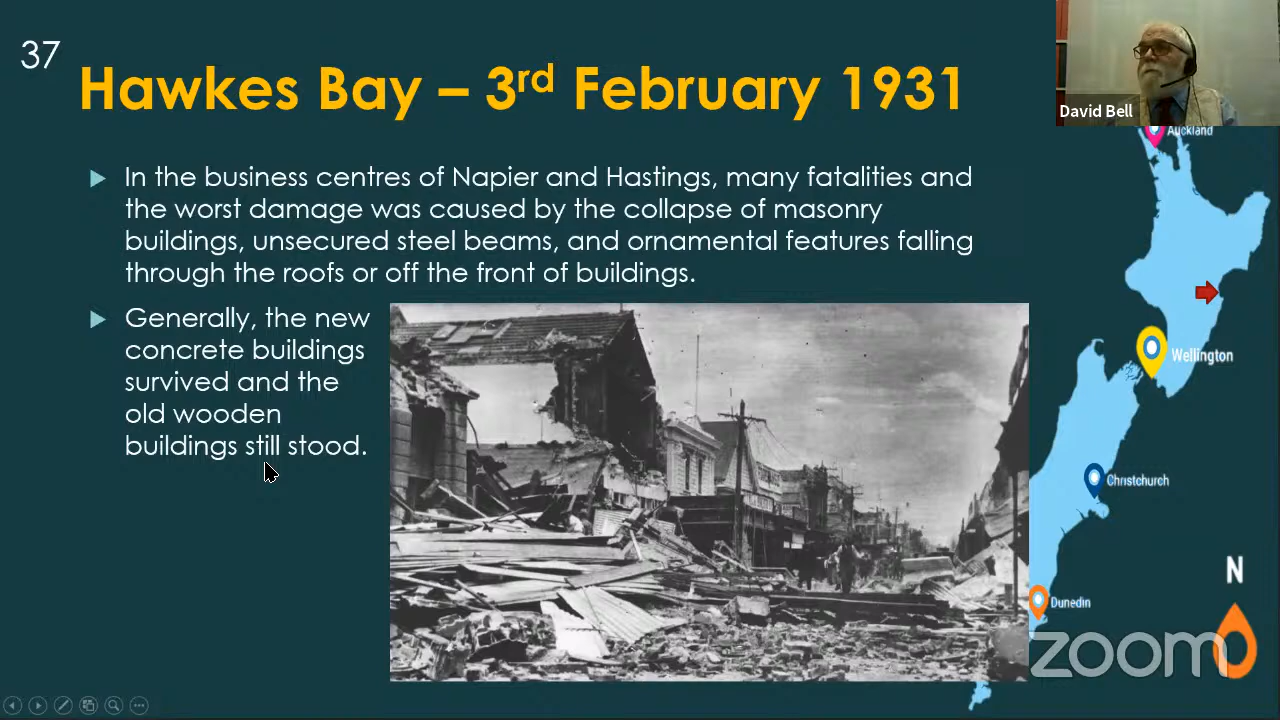 37
Hawkes Bay – 3rd February 1931
David Bell
Auckland
In the business centres of Napier and Hastings, many fatalities and
the worst damage was caused by the collapse of masonry
buildings, unsecured steel beams, and ornamental features falling
through the roofs or off the front of buildings.
Generally, the new
concrete buildings
survived and the
old wooden
buildings still stood.
Wellington
Christchurch
N
Dunedin
zoom